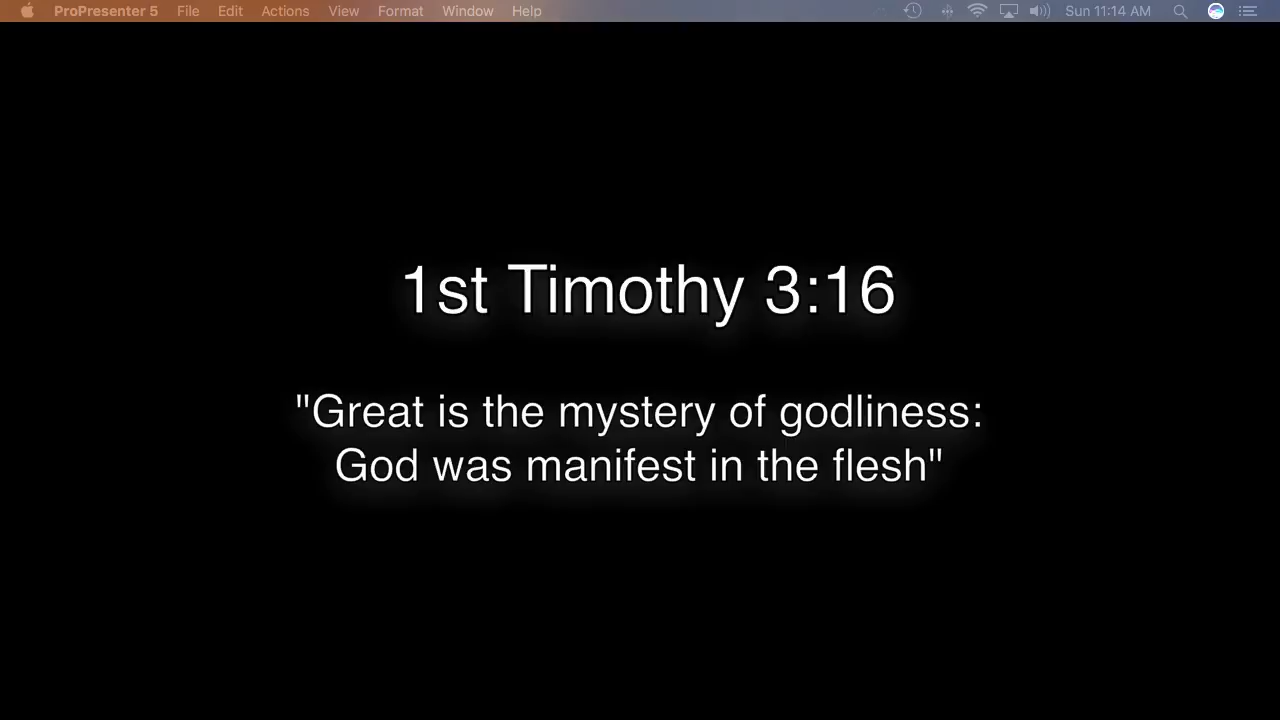 ProPresenter 5 File Edit Actions View Format Window Help Sun 11:14 AM
1st Timothy 3:16
"Great is the mystery of godliness:
God was manifest in the flesh"